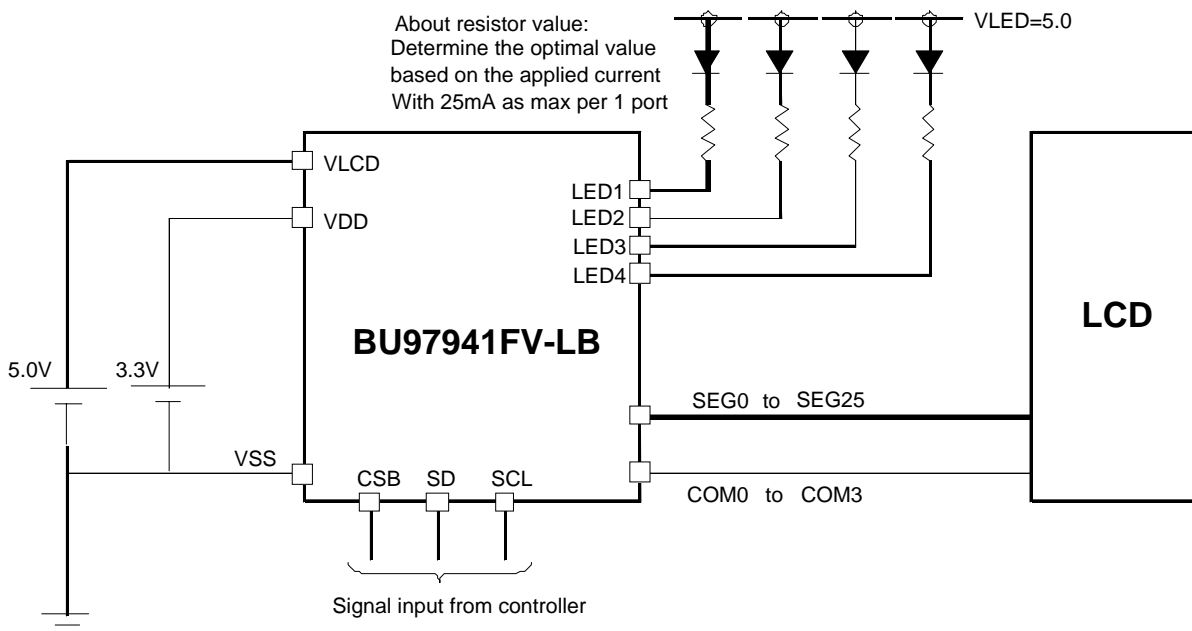 About resistor value:
Determine the optimal value
based on the applied current
With 25mA as max per 1 port
VLED=5.0
VLCD
VDD
LED1
LED2
LED3
LED4
BU97941FV-LB
LCD
5.0V
3.3V
SEG0 to SEG25
VSS
CSB SD SCL
COM0 to COM3
Signal input from controller